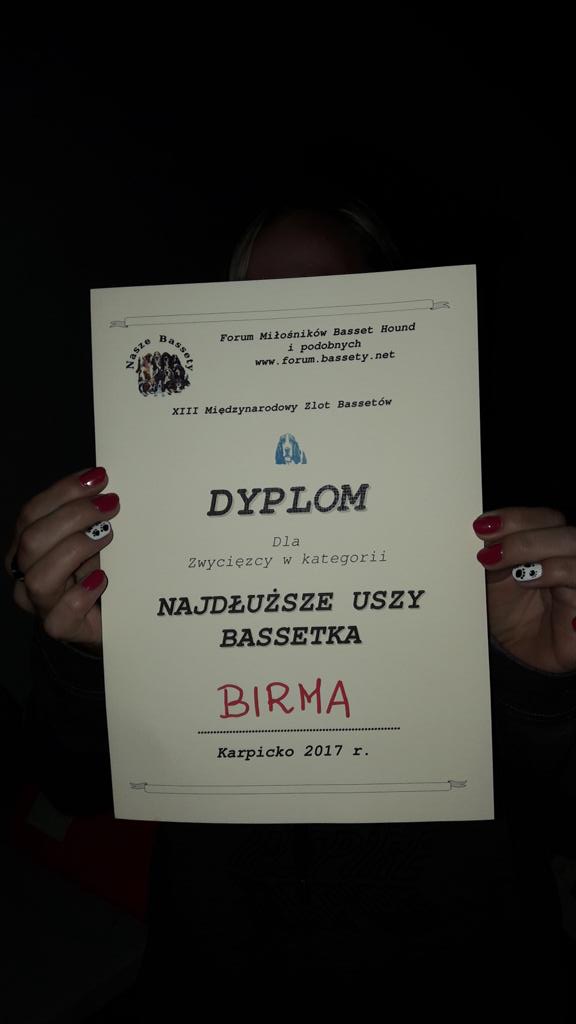 Nasze Bassety
Forum Miłośników Basset Hound
i podobnych
www.forum.bassety.net
XIII Międzynarodowy Zlot Bassetów
DYPLOM
Dla
Zwycięzcy w kategorii
NAJDŁUŻSZE USZY
BASSETKA
BIRMA
Karpicko 2017 r.